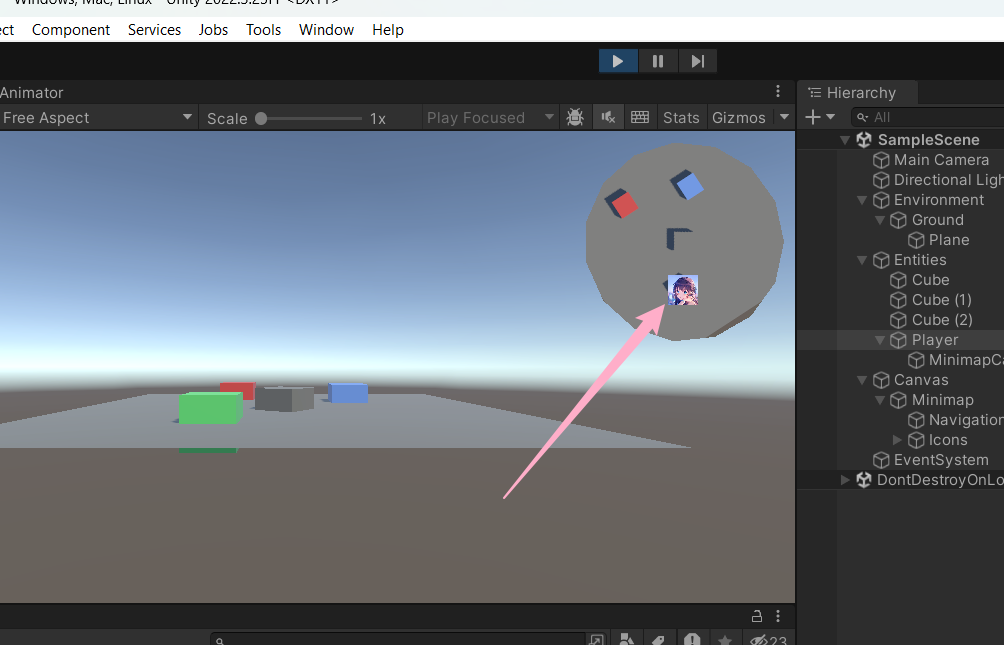 Windows, Mac, Linux - Unity 2022.3.23f1* <DX11>
ect Component Services Jobs Tools Window Help
Animator
Hierarchy
Free Aspect
Scale
1x
Play Focused
Stats
Gizmos
All
SampleScene
Main Camera
Directional Ligh
Environment
Ground
Plane
Entities
Cube
Cube (1)
Cube (2)
Player
MinimapCa
Canvas
Minimap
Navigation
Icons
EventSystem
DontDestroyOnLo
23